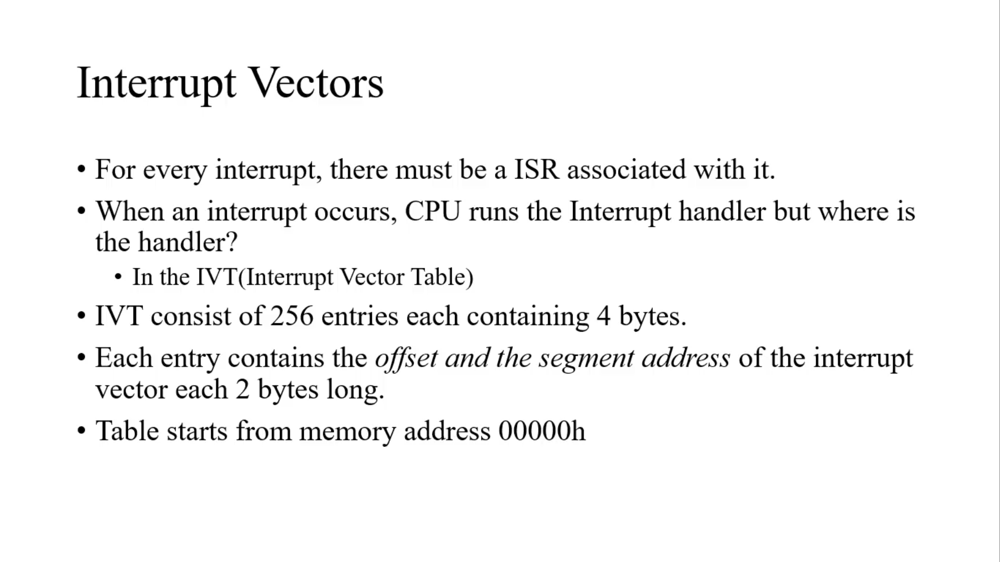 Interrupt Vectors
• For every interrupt, there must be a ISR associated with it.
• When an interrupt occurs, CPU runs the Interrupt handler but where is
the handler?
• In the IVT(Interrupt Vector Table)
• IVT consist of 256 entries each containing 4 bytes.
• Each entry contains the offset and the segment address of the interrupt
vector each 2 bytes long.
• Table starts from memory address 00000h